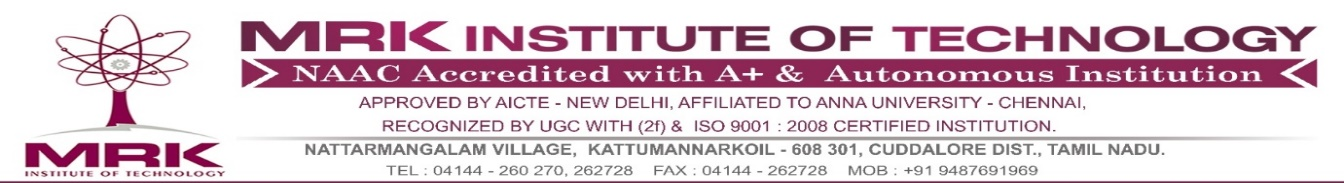 MRK INSTITUTE OF TECHNOLOGY
NAAC Accredited with A+ & Autonomous Institution
APPROVED BY AICTE - NEW DELHI, AFFILIATED TO ANNA UNIVERSITY - CHENNAI,
RECOGNIZED BY UGC WITH (2f) & ISO 9001 : 2008 CERTIFIED INSTITUTION.
NATTARMANGALAM VILLAGE, KATTUMANNARKOIL - 608 301, CUDDALORE DIST., TAMIL NADU.
TEL : 04144 - 260 270, 262728 FAX : 04144 - 262728 MOB : +91 9487691969
MRK
INSTITUTE OF TECHNOLOGY